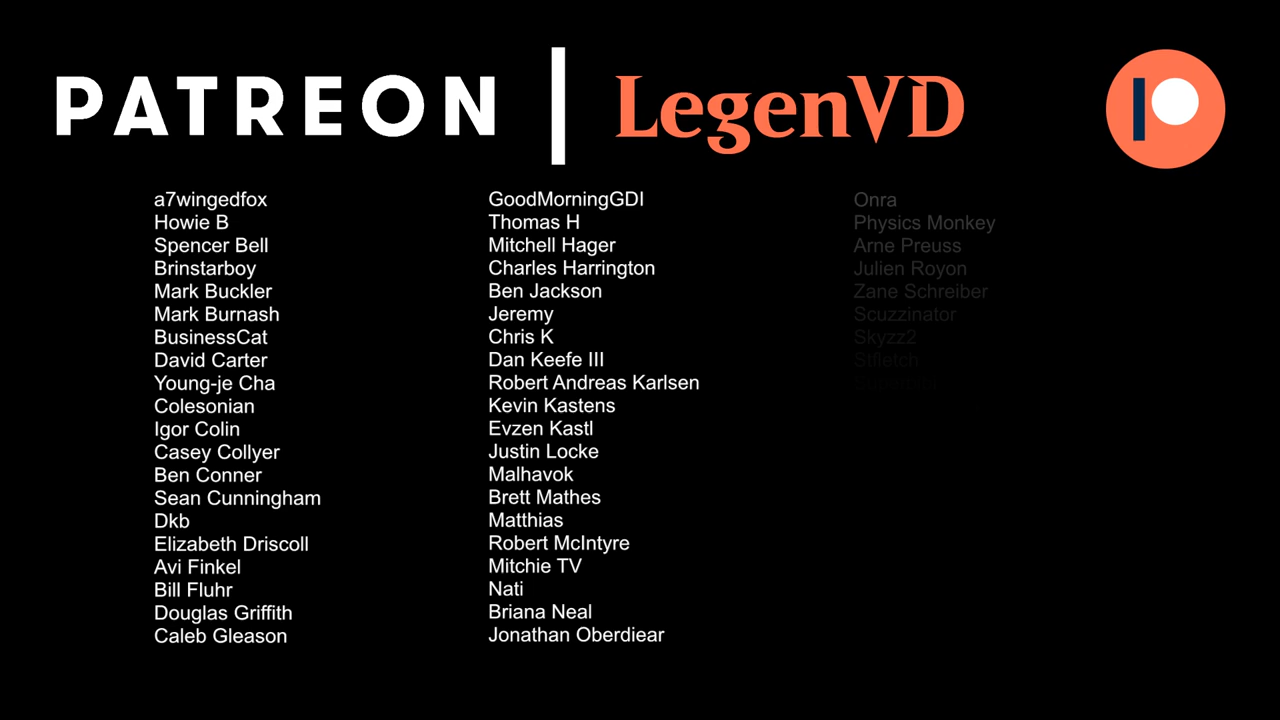 PATREON | LegenVD
a7wingedfox
Howie B
Spencer Bell
Brinstarboy
Mark Buckler
Mark Burnash
BusinessCat
David Carter
Young-je Cha
Colesonian
Igor Colin
Casey Collyer
Ben Conner
Sean Cunningham
Dkb
Elizabeth Driscoll
Avi Finkel
Bill Fluhr
Douglas Griffith
Caleb Gleason
GoodMorningGDI
Thomas H
Mitchell Hager
Charles Harrington
Ben Jackson
Jeremy
Chris K
Dan Keefe III
Robert Andreas Karlsen
Kevin Kastens
Evzen Kastl
Justin Locke
Malhavok
Brett Mathes
Matthias
Robert McIntyre
Mitchie TV
Nati
Briana Neal
Jonathan Oberdiear
Onra
Physics Monkey
Arne Preuss
Julien Royon
Zane Schreiber
Scuzzinator
Skyzz2